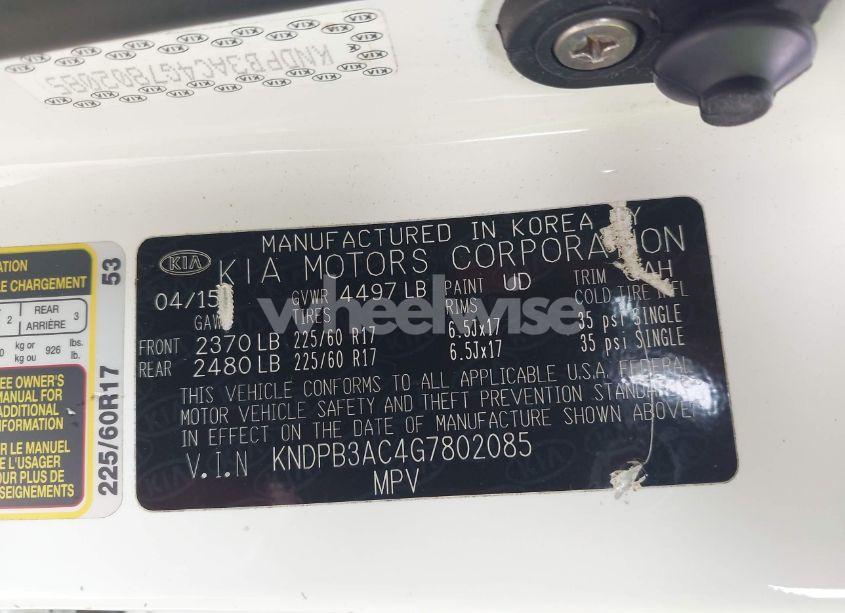 KNDPB3AC4G7802085
KIA
MANUFACTURED IN KOREA BY
KIA MOTORS CORPORATION
04/15 GVWR 4497 LB PAINT UD TRIM
TIRES RIMS COLD TIRE INFL
FRONT 2370 LB 225/60 R17 6.5Jx17 35 psi SINGLE
REAR 2480 LB 225/60 R17 6.5Jx17 35 psi SINGLE
THIS VEHICLE CONFORMS TO ALL APPLICABLE U.S.A. FEDERAL
MOTOR VEHICLE SAFETY AND THEFT PREVENTION STANDARDS
IN EFFECT ON THE DATE OF MANUFACTURE SHOWN ABOVE.
V.I.N KNDPB3AC4G7802085
MPV
wheelwise
CHARGEMENT
2 REAR ARRIÈRE 3
kg or kg ou 926 lbs. lb.
OWNER'S
MANUAL FOR
ADDITIONAL
INFORMATION
LE MANUEL
L'USAGER
POUR PLUS DE
225/60R17 53